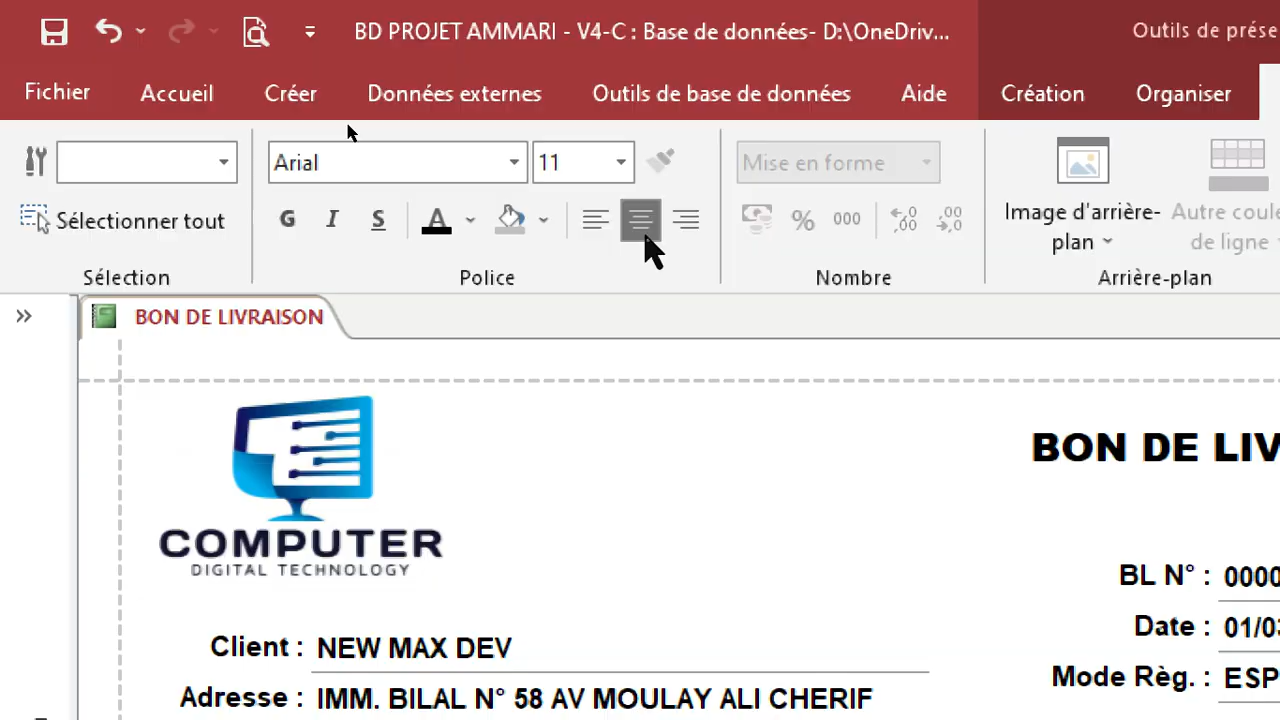 BD PROJET AMMARI - V4-C : Base de données- D:\OneDriv...
Outils de prése
Fichier Accueil Créer Données externes Outils de base de données Aide Création Organiser
Arial 11 Mise en forme
Sélectionner tout G I S A % 000 ,00 ,00
Image d'arrière-plan
Autre coule
de ligne
Sélection Police Nombre Arrière-plan
BON DE LIVRAISON
BON DE LIV
COMPUTER
DIGITAL TECHNOLOGY
BL N° : 0000
Date : 01/03
Client : NEW MAX DEV
Mode Règ. : ESP
Adresse : IMM. BILAL N° 58 AV MOULAY ALI CHERIF